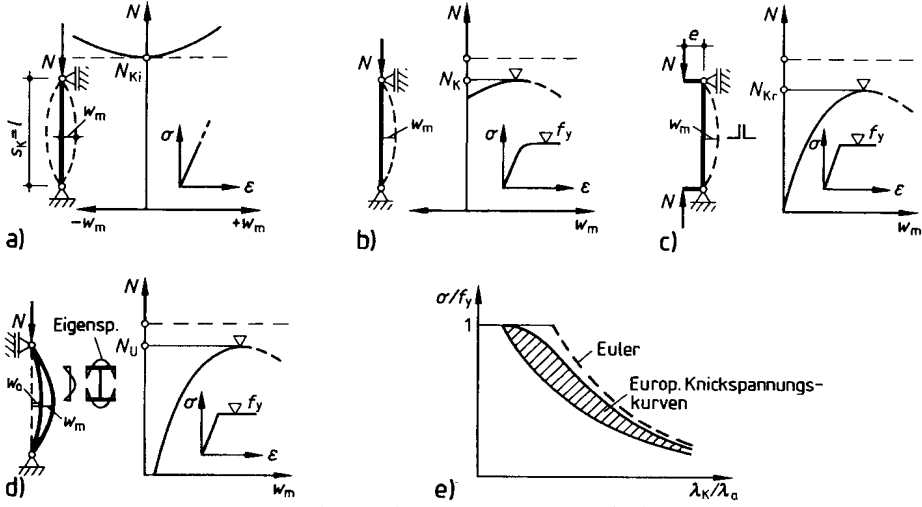 N
N
N_Ki
s_K = l
w_m
σ
ε
-w_m
+w_m
a)
N
N
N_K
w_m
σ
f_y
ε
w_m
b)
N
e
N
N_Kr
w_m
σ
f_y
ε
N
w_m
c)
N
N
Eigensp.
N_U
w_o
w_m
σ
f_y
ε
w_m
d)
σ/f_y
1
Euler
Europ. Knickspannungs-
kurven
λ_K/λ_a
e)